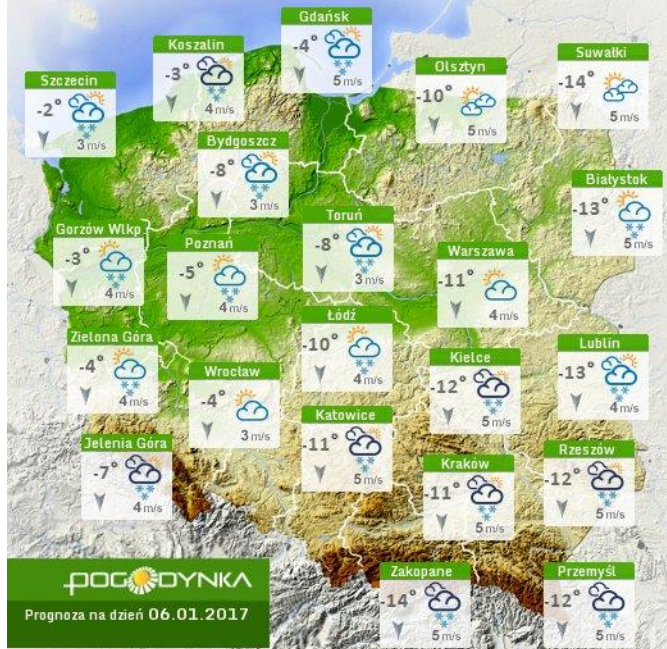 Gdańsk
-4°
5 m/s
Koszalin
-3°
4 m/s
Suwałki
-14°
5 m/s
Olsztyn
-10°
5 m/s
Szczecin
-2°
3 m/s
Bydgoszcz
-8°
3 m/s
Białystok
-13°
5 m/s
Toruń
-8°
3 m/s
Gorzów Wlkp
-3°
4 m/s
Poznań
-5°
4 m/s
Warszawa
-11°
4 m/s
Łódź
-10°
4 m/s
Zielona Góra
-4°
4 m/s
Lublin
-13°
4 m/s
Kielce
-12°
5 m/s
Wrocław
-4°
3 m/s
Katowice
-11°
5 m/s
Jelenia Góra
-7°
4 m/s
Rzeszów
-12°
5 m/s
Kraków
-11°
5 m/s
Zakopane
-14°
5 m/s
Przemyśl
-12°
5 m/s
POGODYNKA
Prognoza na dzień 06.01.2017